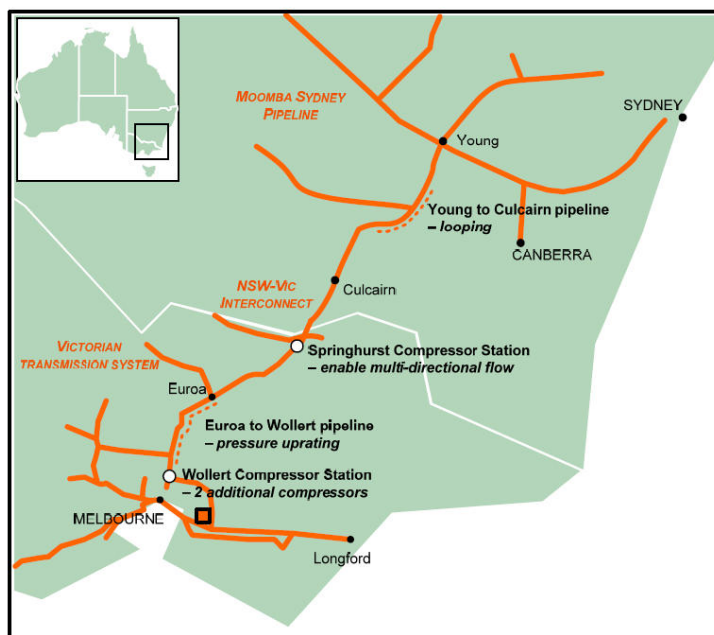 MOOMBA SYDNEY
PIPELINE
SYDNEY
Young
Young to Culcairn pipeline
– looping
CANBERRA
Culcairn
NSW-VIC
INTERCONNECT
Springhurst Compressor Station
– enable multi-directional flow
VICTORIAN
TRANSMISSION SYSTEM
Euroa
Euroa to Wollert pipeline
– pressure uprating
Wollert Compressor Station
– 2 additional compressors
MELBOURNE
Longford